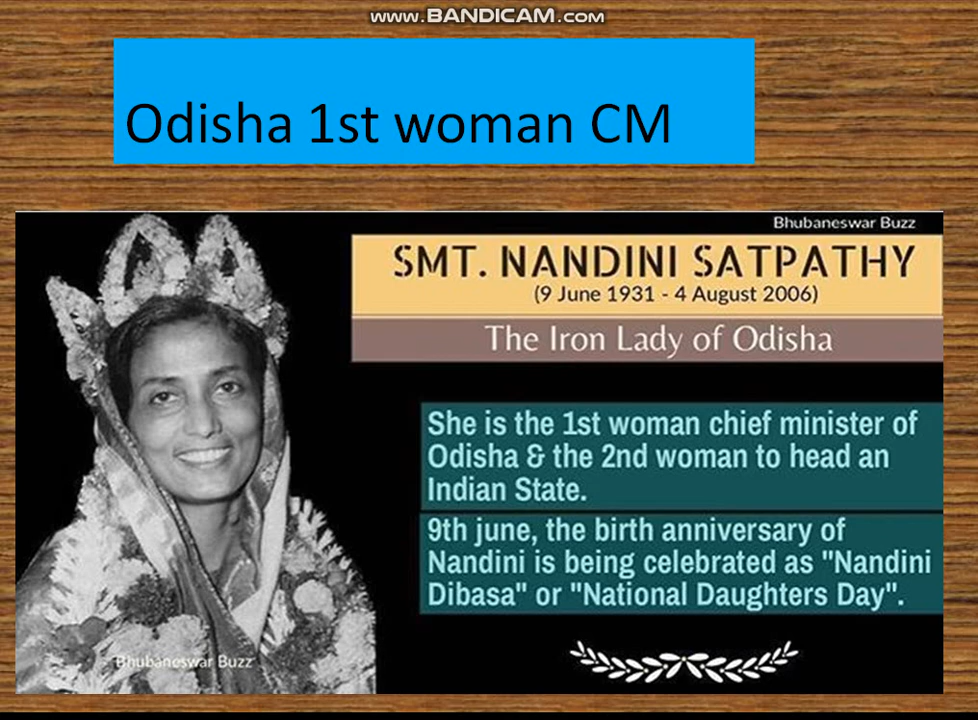 www.BANDICAM.com
Odisha 1st woman CM
Bhubaneswar Buzz
SMT. NANDINI SATPATHY
(9 June 1931 - 4 August 2006)
The Iron Lady of Odisha
She is the 1st woman chief minister of
Odisha & the 2nd woman to head an
Indian State.
9th june, the birth anniversary of
Nandini is being celebrated as "Nandini
Dibasa" or "National Daughters Day".
Bhubaneswar Buzz